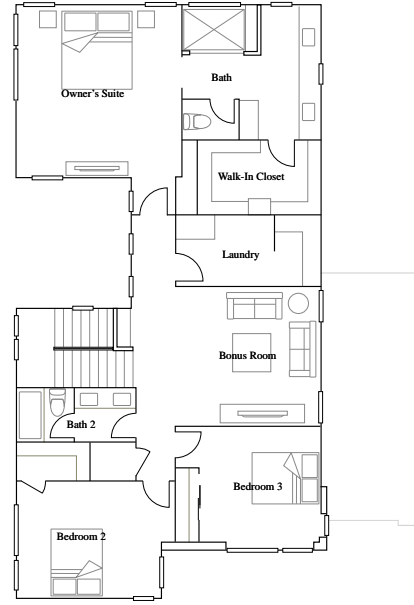 Bath
Owner's Suite
Walk-In Closet
Laundry
Bonus Room
Bath 2
Bedroom 3
Bedroom 2